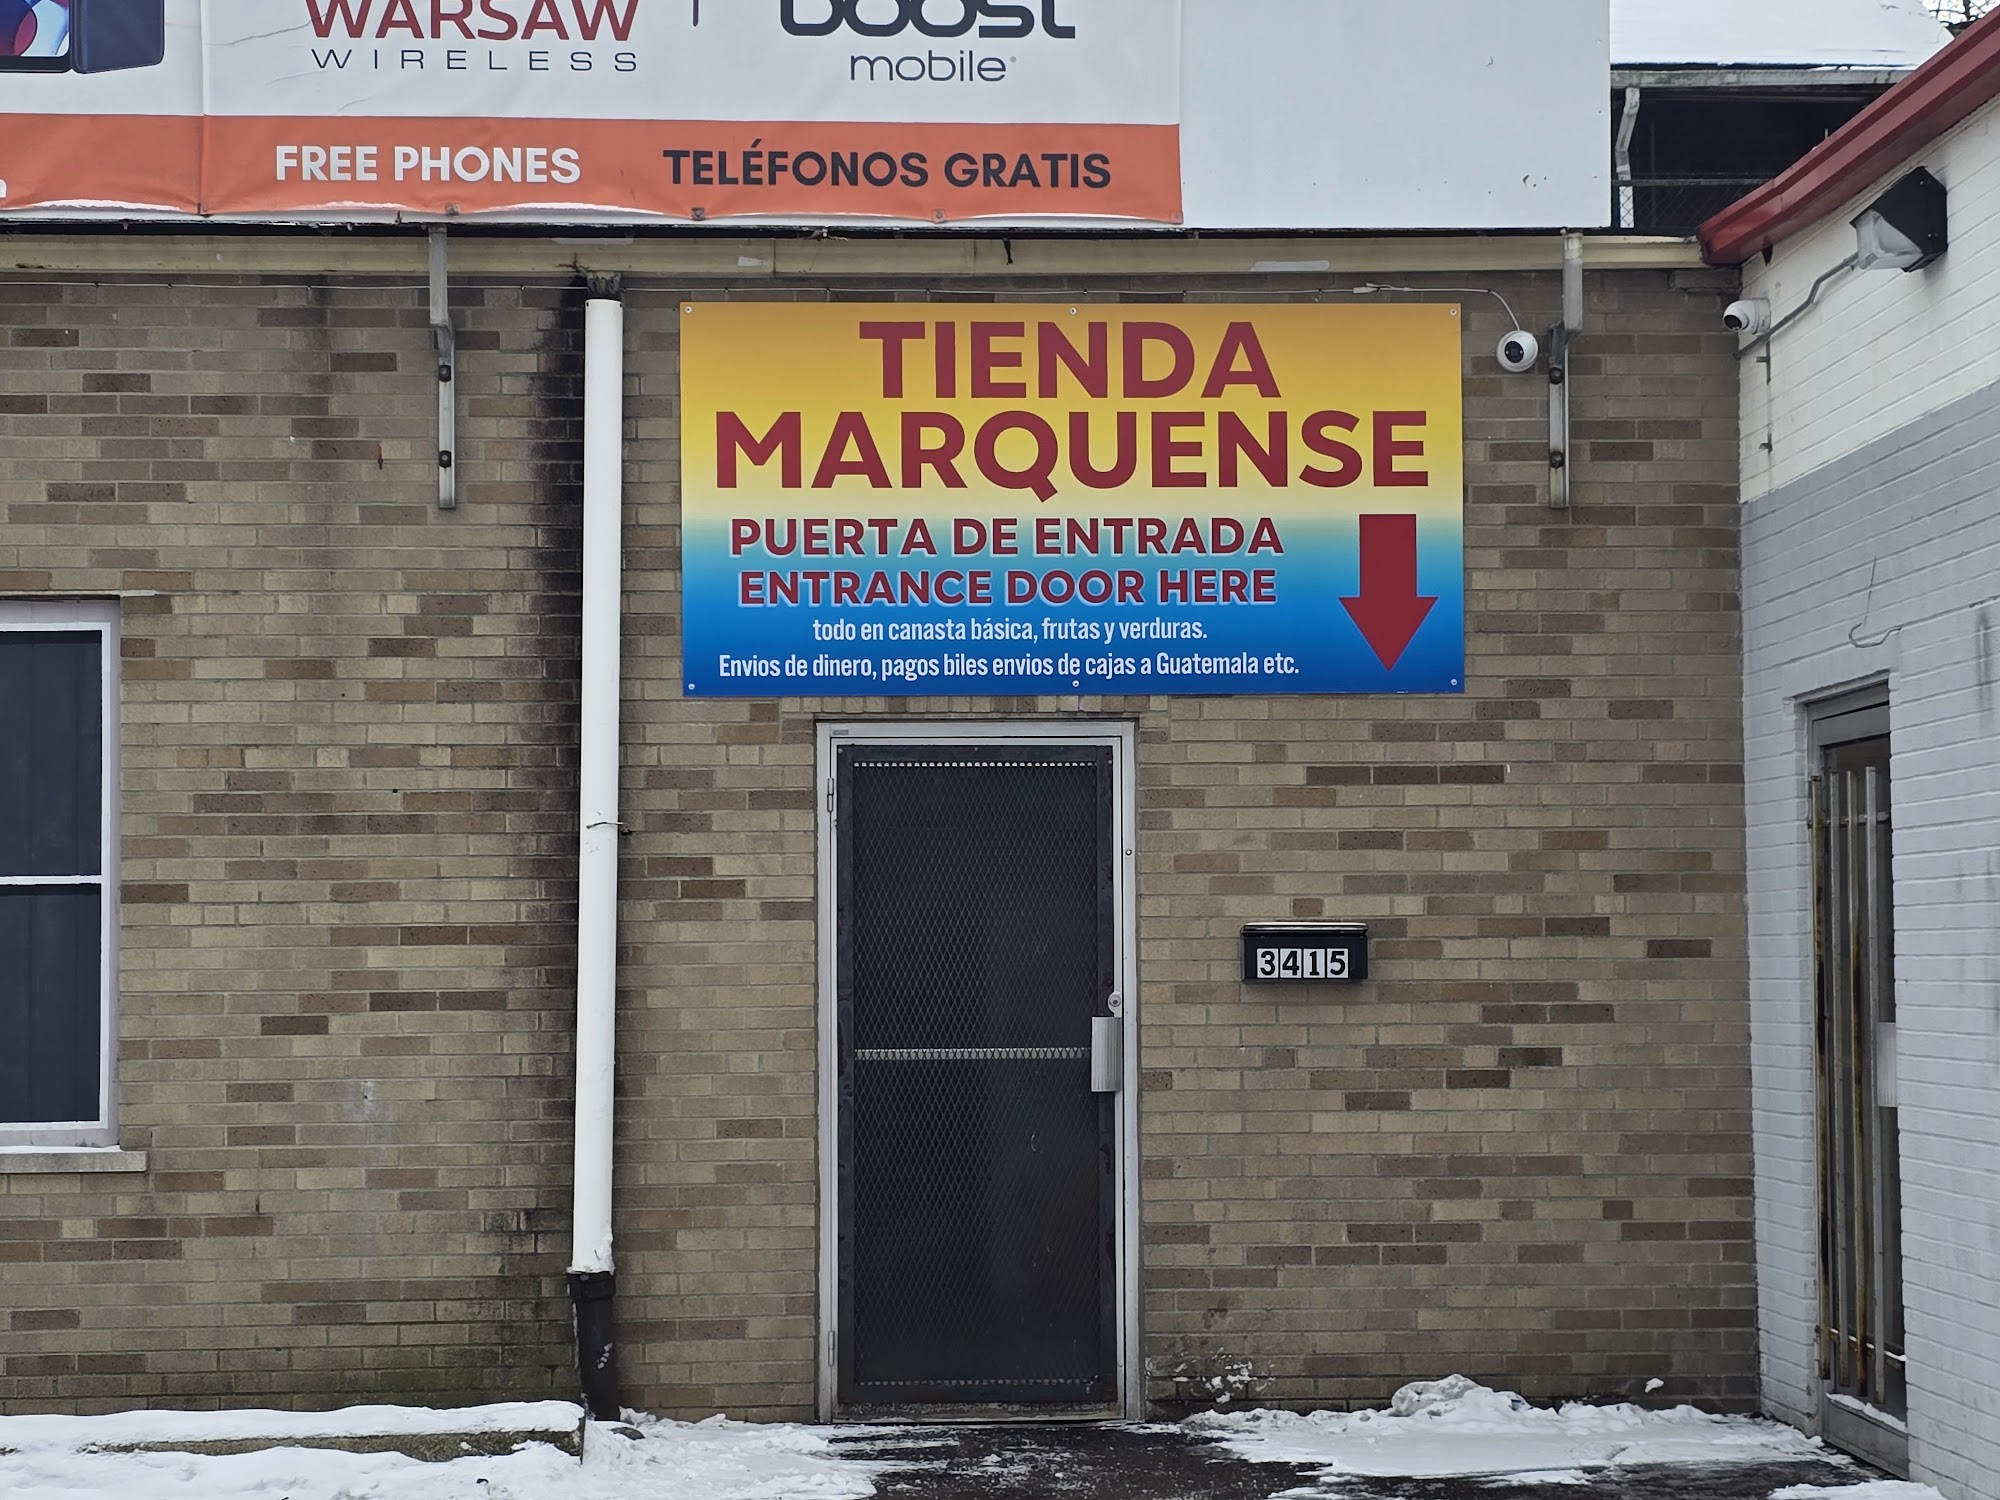 WARSAW
WIRELESS
boost
mobile
FREE PHONES
TELÉFONOS GRATIS
TIENDA
MARQUENSE
PUERTA DE ENTRADA
ENTRANCE DOOR HERE
todo en canasta básica, frutas y verduras.
Envios de dinero, pagos biles envios de cajas a Guatemala etc.
3415